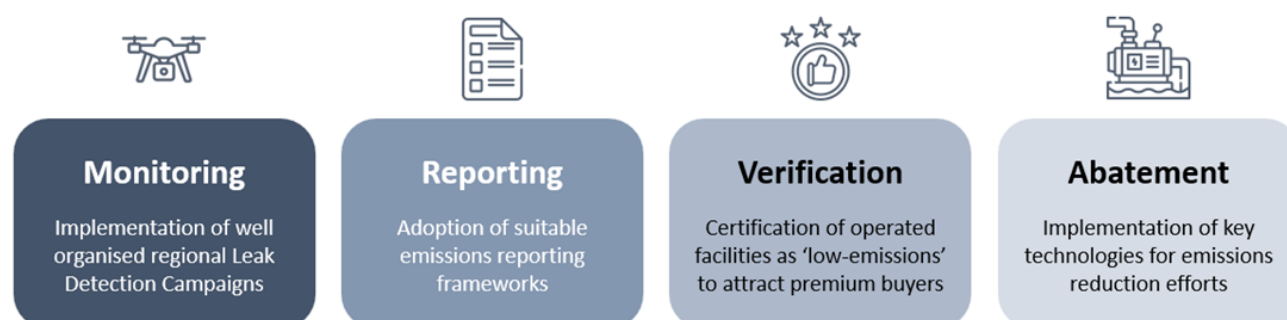 Monitoring
Implementation of well
organised regional Leak
Detection Campaigns
Reporting
Adoption of suitable
emissions reporting
frameworks
Verification
Certification of operated
facilities as ‘low-emissions’
to attract premium buyers
Abatement
Implementation of key
technologies for emissions
reduction efforts